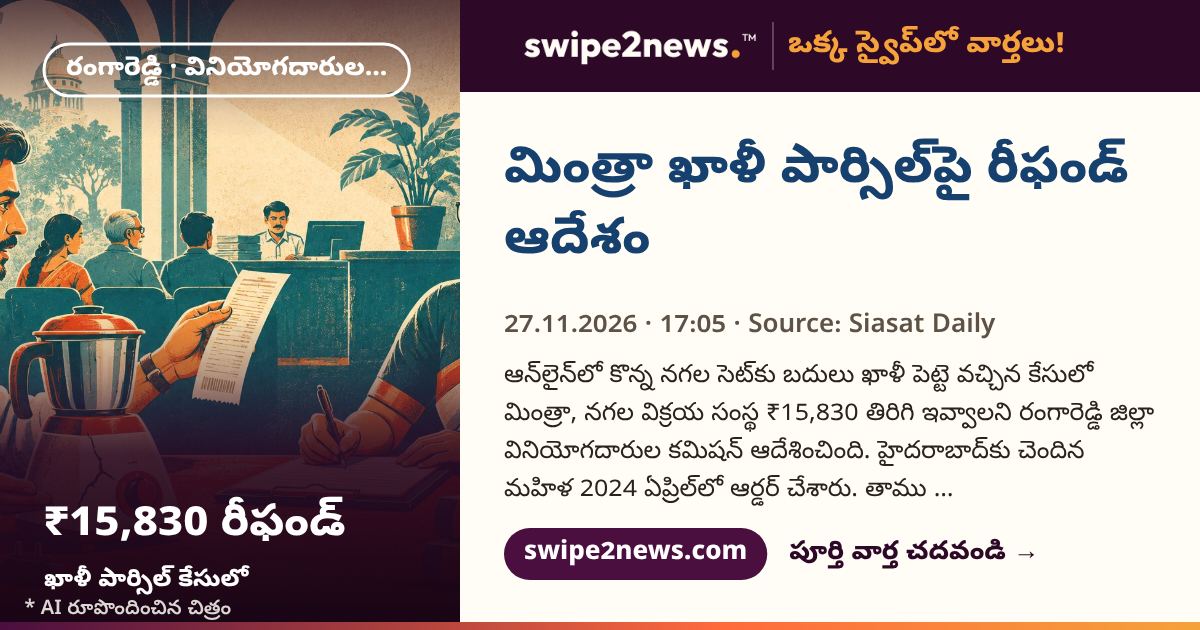 రంగారెడ్డి · వినియోగదారుల...
swipe2news.™
ఒక్క స్వైప్‌లో వార్తలు!
మింత్రా ఖాళీ పార్సిల్‌పై రీఫండ్
ఆదేశం
27.11.2026 · 17:05 · Source: Siasat Daily
ఆన్‌లైన్‌లో కొన్న నగల సెట్‌కు బదులు ఖాళీ పెట్టె వచ్చిన కేసులో
మింత్రా, నగల విక్రయ సంస్థ ₹15,830 తిరిగి ఇవ్వాలని రంగారెడ్డి జిల్లా
వినియోగదారుల కమిషన్ ఆదేశించింది. హైదరాబాద్‌కు చెందిన
మహిళ 2024 ఏప్రిల్‌లో ఆర్డర్ చేశారు. తాము ...
₹15,830 రీఫండ్
ఖాళీ పార్సిల్ కేసులో
* AI రూపొందించిన చిత్రం
swipe2news.com
పూర్తి వార్త చదవండి →